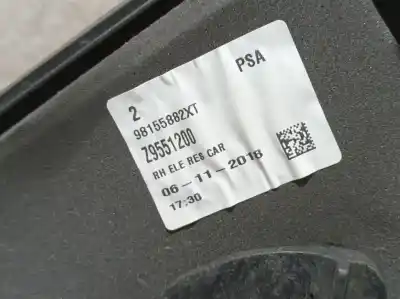 2
PSA
98155882XT
Z9551200
RH ELE RES CAR
06-11-2018
17:30